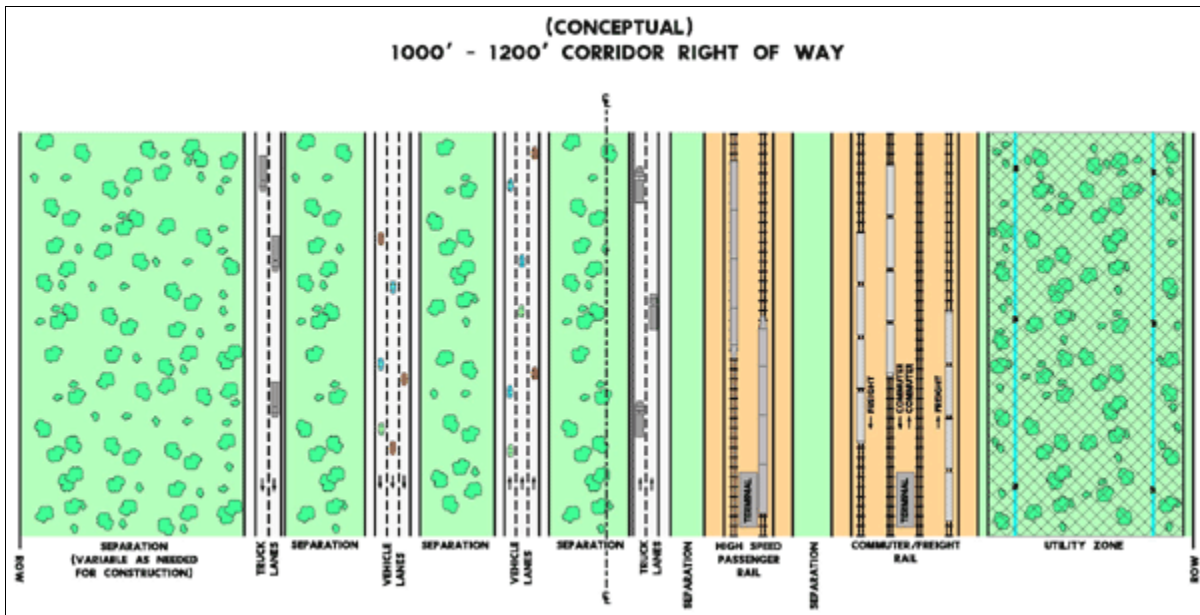 (CONCEPTUAL)
1000' - 1200' CORRIDOR RIGHT OF WAY
← FREIGHT
← COMMUTER
→ COMMUTER
→ FREIGHT
TERMINAL
TERMINAL
ROW
SEPARATION
(VARIABLE AS NEEDED
FOR CONSTRUCTION)
TRUCK
LANES
SEPARATION
VEHICLE
LANES
SEPARATION
VEHICLE
LANES
SEPARATION
TRUCK
LANES
SEPARATION
HIGH SPEED
PASSENGER
RAIL
SEPARATION
COMMUTER/FREIGHT
RAIL
UTILITY ZONE
ROW